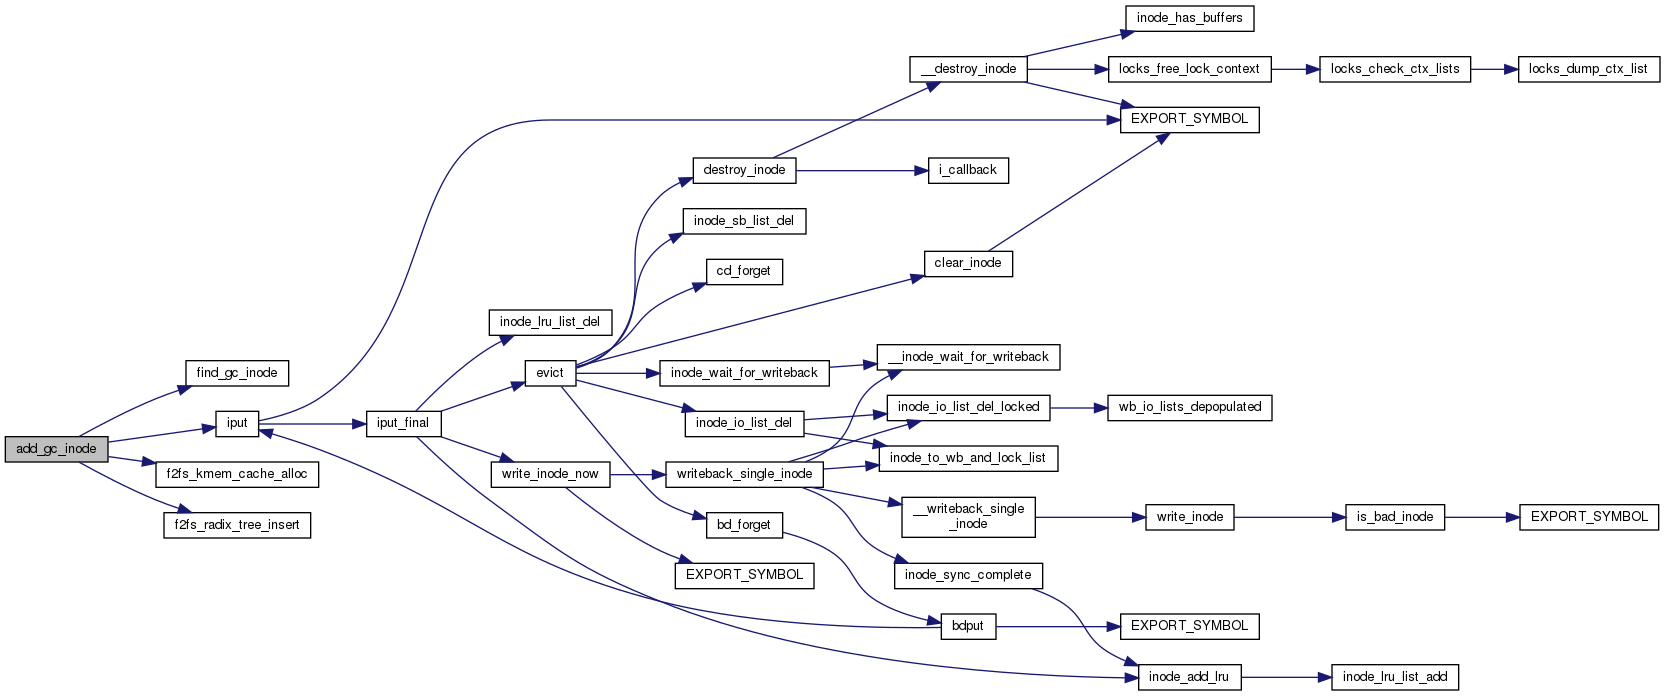 inode_has_buffers
__destroy_inode
locks_free_lock_context
locks_check_ctx_lists
locks_dump_ctx_list
EXPORT_SYMBOL
destroy_inode
i_callback
inode_sb_list_del
clear_inode
cd_forget
inode_lru_list_del
__inode_wait_for_writeback
find_gc_inode
evict
inode_wait_for_writeback
inode_io_list_del_locked
wb_io_lists_depopulated
iput
iput_final
inode_io_list_del
add_gc_inode
inode_to_wb_and_lock_list
f2fs_kmem_cache_alloc
write_inode_now
writeback_single_inode
__writeback_single
_inode
write_inode
is_bad_inode
EXPORT_SYMBOL
f2fs_radix_tree_insert
bd_forget
EXPORT_SYMBOL
inode_sync_complete
bdput
EXPORT_SYMBOL
inode_add_lru
inode_lru_list_add